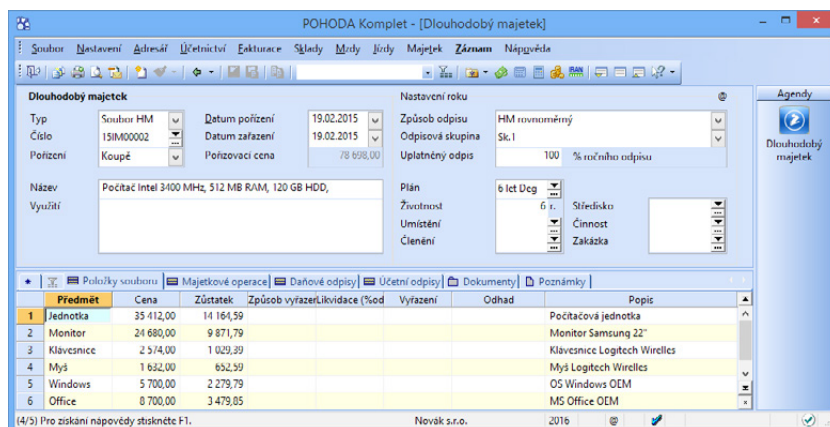 POHODA Komplet - [Dlouhodobý majetek]
Soubor Nastavení Adresář Účetnictví Fakturace Sklady Mzdy Jízdy Majetek Záznam Nápověda
Dlouhodobý majetek
Nastavení roku
@
Agendy
Typ Soubor HM Datum pořízení 19.02.2015 Způsob odpisu HM rovnoměrný
Číslo 15IM00002 Datum zařazení 19.02.2015 Odpisová skupina Sk.1
Pořízení Koupě Pořizovací cena 78 698,00 Uplatněný odpis 100 % ročního odpisu
Dlouhodobý majetek
Název Počítač Intel 3400 MHz, 512 MB RAM, 120 GB HDD, Plán 6 let Deg
Využití Životnost 6 r. Středisko
Umístění Činnost
Členění Zakázka
Položky souboru Majetkové operace Daňové odpisy Účetní odpisy Dokumenty Poznámky
Předmět Cena Zůstatek Způsob vyřazer Likvidace (%od Vyřazení Odhad Popis
1 Jednotka 35 412,00 14 164,59 Počítačová jednotka
2 Monitor 24 680,00 9 871,79 Monitor Samsung 22"
3 Klávesnice 2 574,00 1 029,39 Klávesnice Logitech Wirelles
4 Myš 1 632,00 652,59 Myš Logitech Wirelles
5 Windows 5 700,00 2 279,79 OS Windows OEM
6 Office 8 700,00 3 479,85 MS Office OEM
(4/5) Pro získání nápovědy stiskněte F1. Novák s.r.o. 2016 @